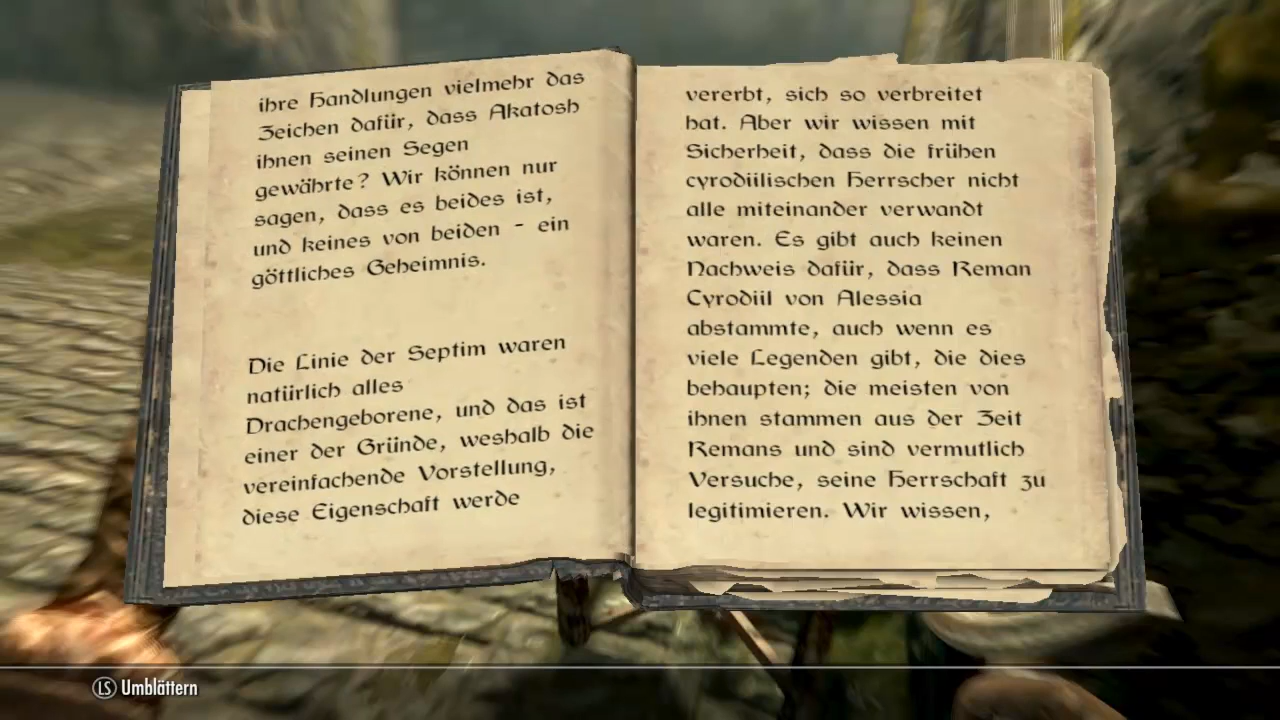 ihre Handlungen vielmehr das
Zeichen dafür, dass Akatosh
ihnen seinen Segen
gewährte? Wir können nur
sagen, dass es beides ist,
und keines von beiden - ein
göttliches Geheimnis.
Die Linie der Septim waren
natürlich alles
Drachengeborene, und das ist
einer der Gründe, weshalb die
vereinfachende Vorstellung,
diese Eigenschaft werde
vererbt, sich so verbreitet
hat. Aber wir wissen mit
Sicherheit, dass die frühen
cyrodiilischen Herrscher nicht
alle miteinander verwandt
waren. Es gibt auch keinen
Nachweis dafür, dass Reman
Cyrodiil von Alessia
abstammte, auch wenn es
viele Legenden gibt, die dies
behaupten; die meisten von
ihnen stammen aus der Zeit
Remans und sind vermutlich
Versuche, seine Herrschaft zu
legitimieren. Wir wissen,
LS Umblättern